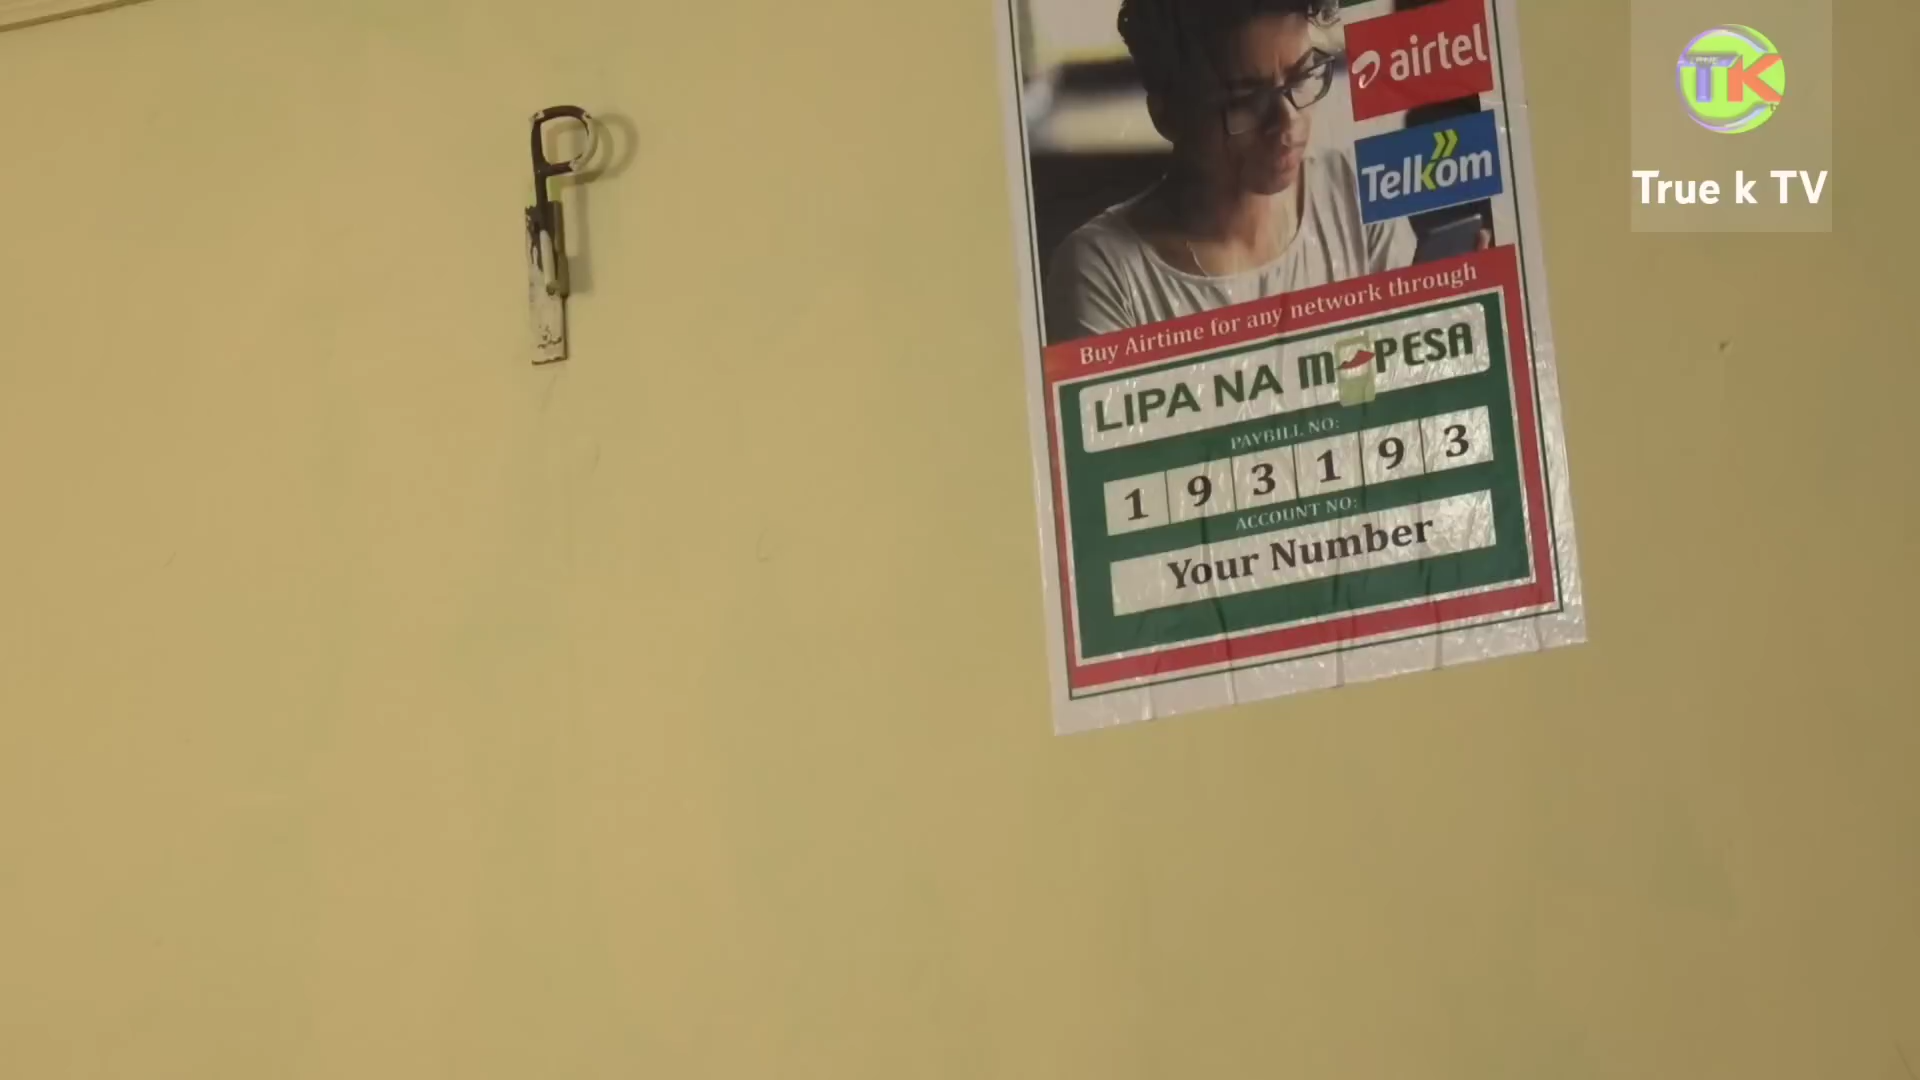 airtel
Telkom
Buy Airtime for any network through
LIPA NA M PESA
PAYBILL NO:
1 9 3 1 9 3
ACCOUNT NO:
Your Number
TK
True k TV